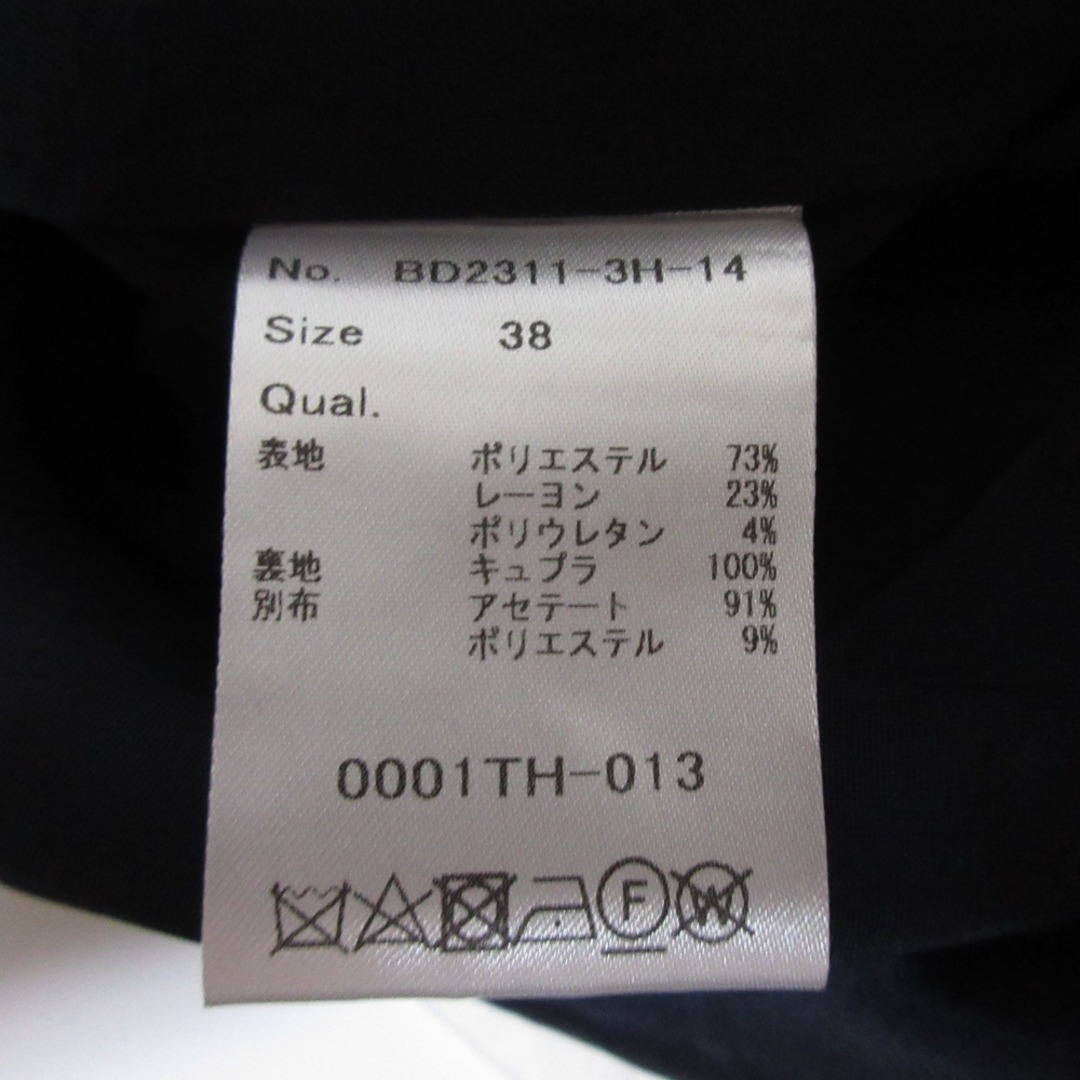 No. BD2311-3H-14
Size 38
Qual.
表地 ポリエステル 73%
レーヨン 23%
ポリウレタン 4%
裏地 キュプラ 100%
別布 アセテート 91%
ポリエステル 9%
0001TH-013
F W